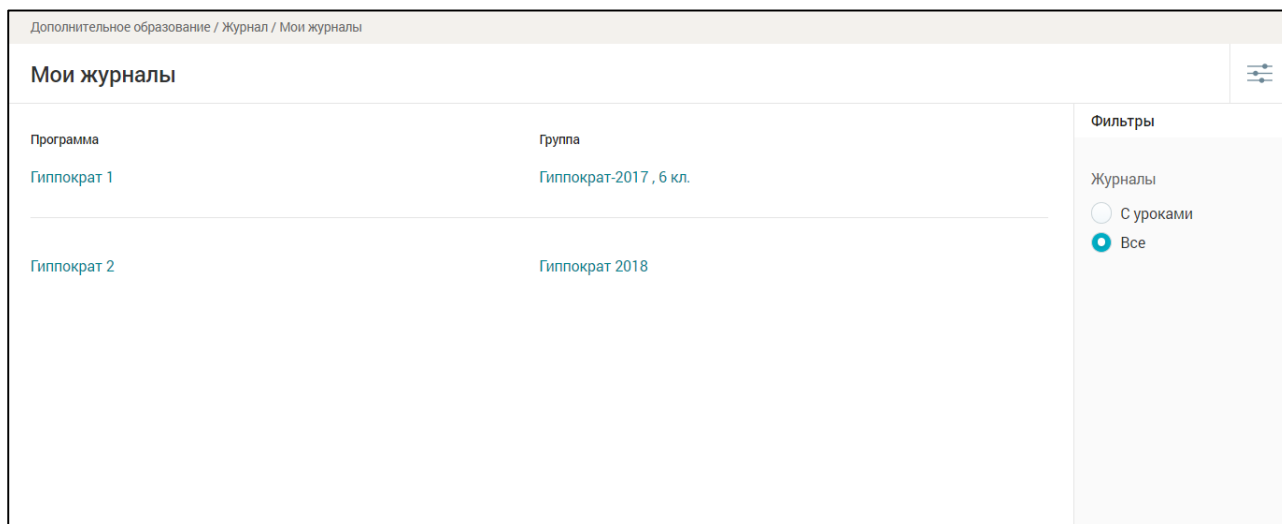 Дополнительное образование / Журнал / Мои журналы
Мои журналы
Программа Группа
Гиппократ 1 Гиппократ-2017 , 6 кл.
Гиппократ 2 Гиппократ 2018
Фильтры
Журналы
С уроками
Все